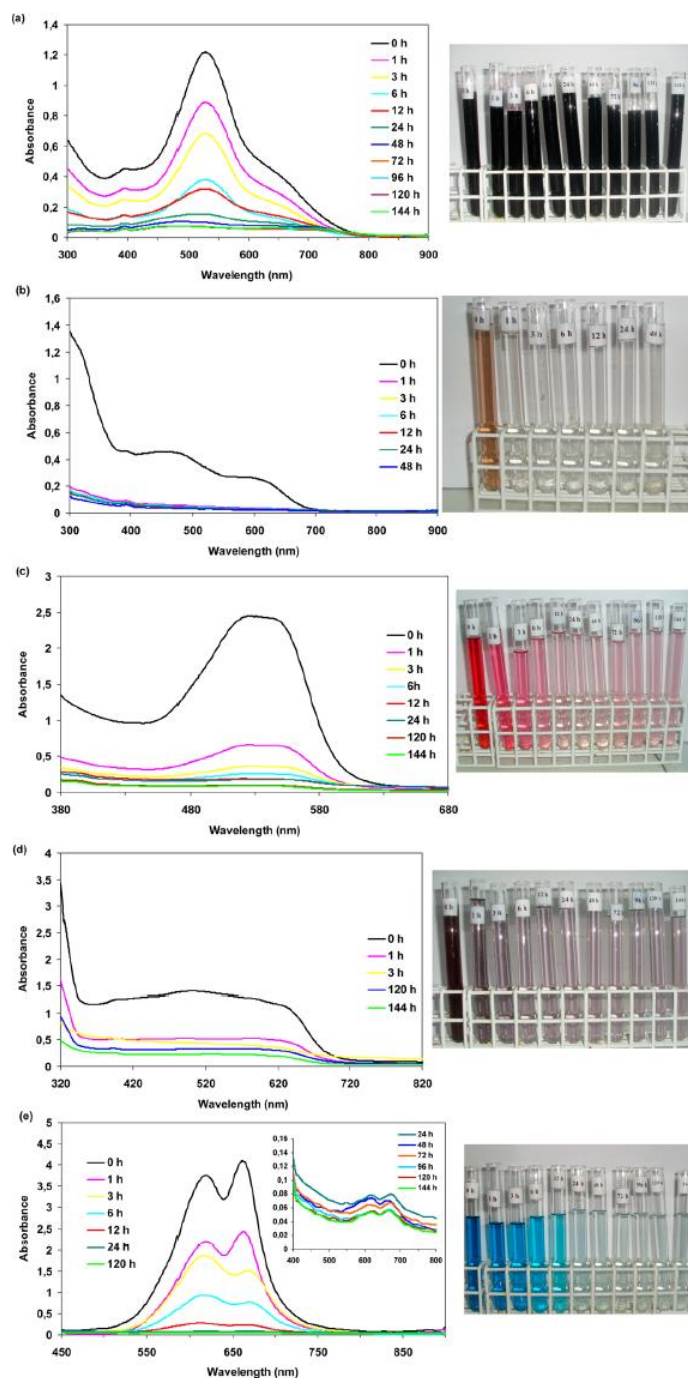 (a)
1,4
1,2
1
0,8
0,6
0,4
0,2
0
Absorbance
300 400 500 600 700 800 900
Wavelength (nm)
0 h
1 h
3 h
6 h
12 h
24 h
48 h
72 h
96 h
120 h
144 h
(b)
1,6
1,4
1,2
1
0,8
0,6
0,4
0,2
0
Absorbance
300 400 500 600 700 800 900
Wavelength (nm)
0 h
1 h
3 h
6 h
12 h
24 h
48 h
(c)
3
2,5
2
1,5
1
0,5
0
Absorbance
380 480 580 680
Wavelength (nm)
0 h
1 h
3 h
6h
12 h
24 h
120 h
144 h
(d)
4
3,5
3
2,5
2
1,5
1
0,5
0
Absorbance
320 420 520 620 720 820
Wavelength (nm)
0 h
1 h
3 h
120 h
144 h
(e)
5
4,5
4
3,5
3
2,5
2
1,5
1
0,5
0
Absorbance
450 550 650 750 850
Wavelength (nm)
0 h
1 h
3 h
6 h
12 h
24 h
120 h
0,16
0,14
0,12
0,10
0,08
0,06
0,04
0,02
0,00
400 500 600 700 800
24 h
48 h
72 h
96 h
120 h
144 h